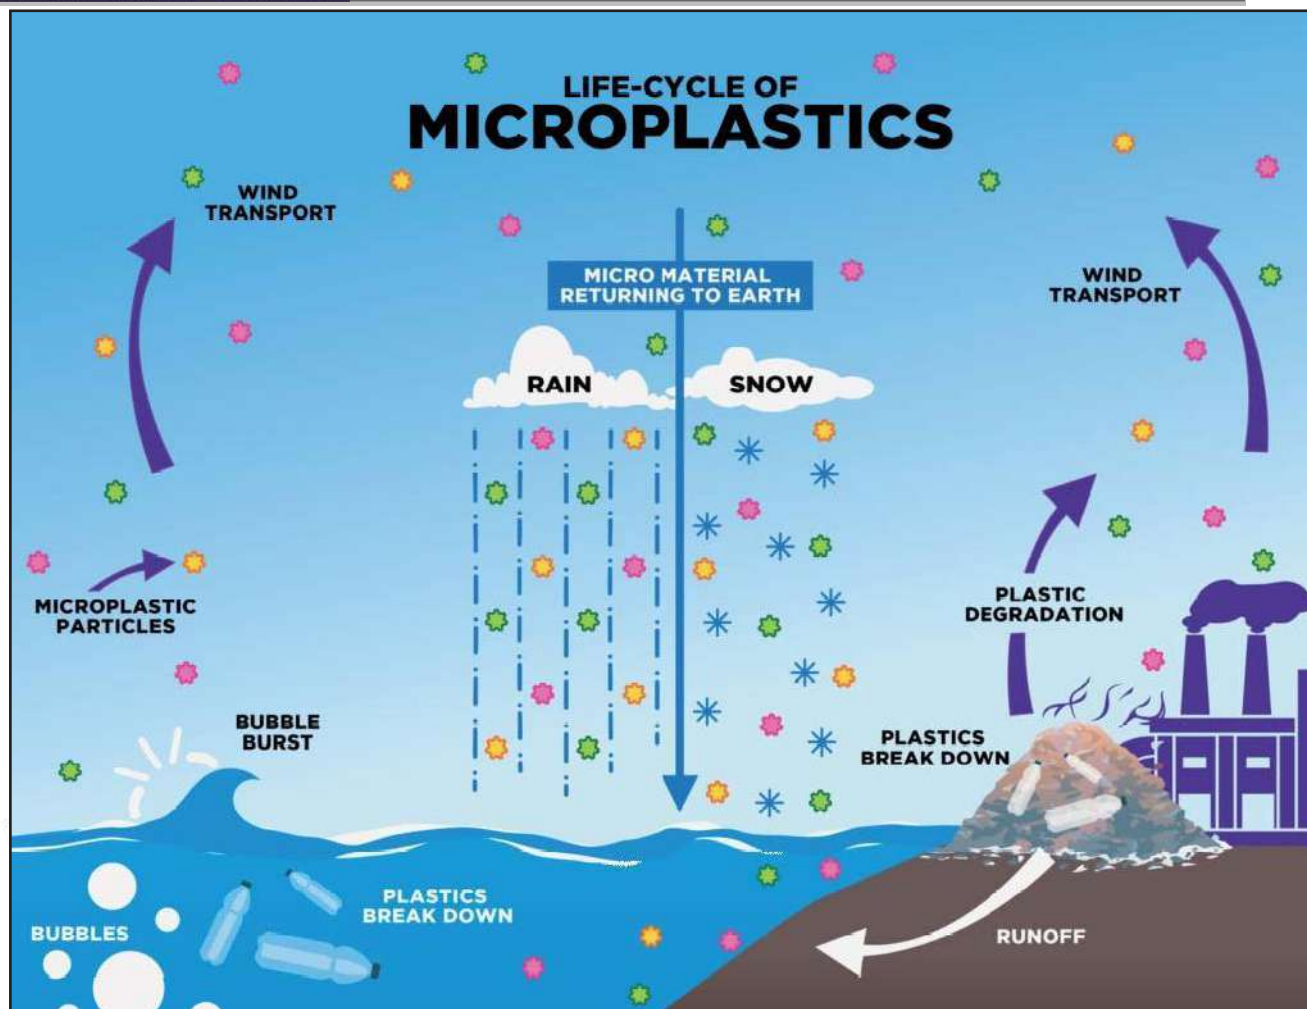 LIFE-CYCLE OF
MICROPLASTICS
WIND
TRANSPORT
MICRO MATERIAL
RETURNING TO EARTH
WIND
TRANSPORT
RAIN
SNOW
MICROPLASTIC
PARTICLES
PLASTIC
DEGRADATION
BUBBLE
BURST
PLASTICS
BREAK DOWN
PLASTICS
BREAK DOWN
BUBBLES
RUNOFF